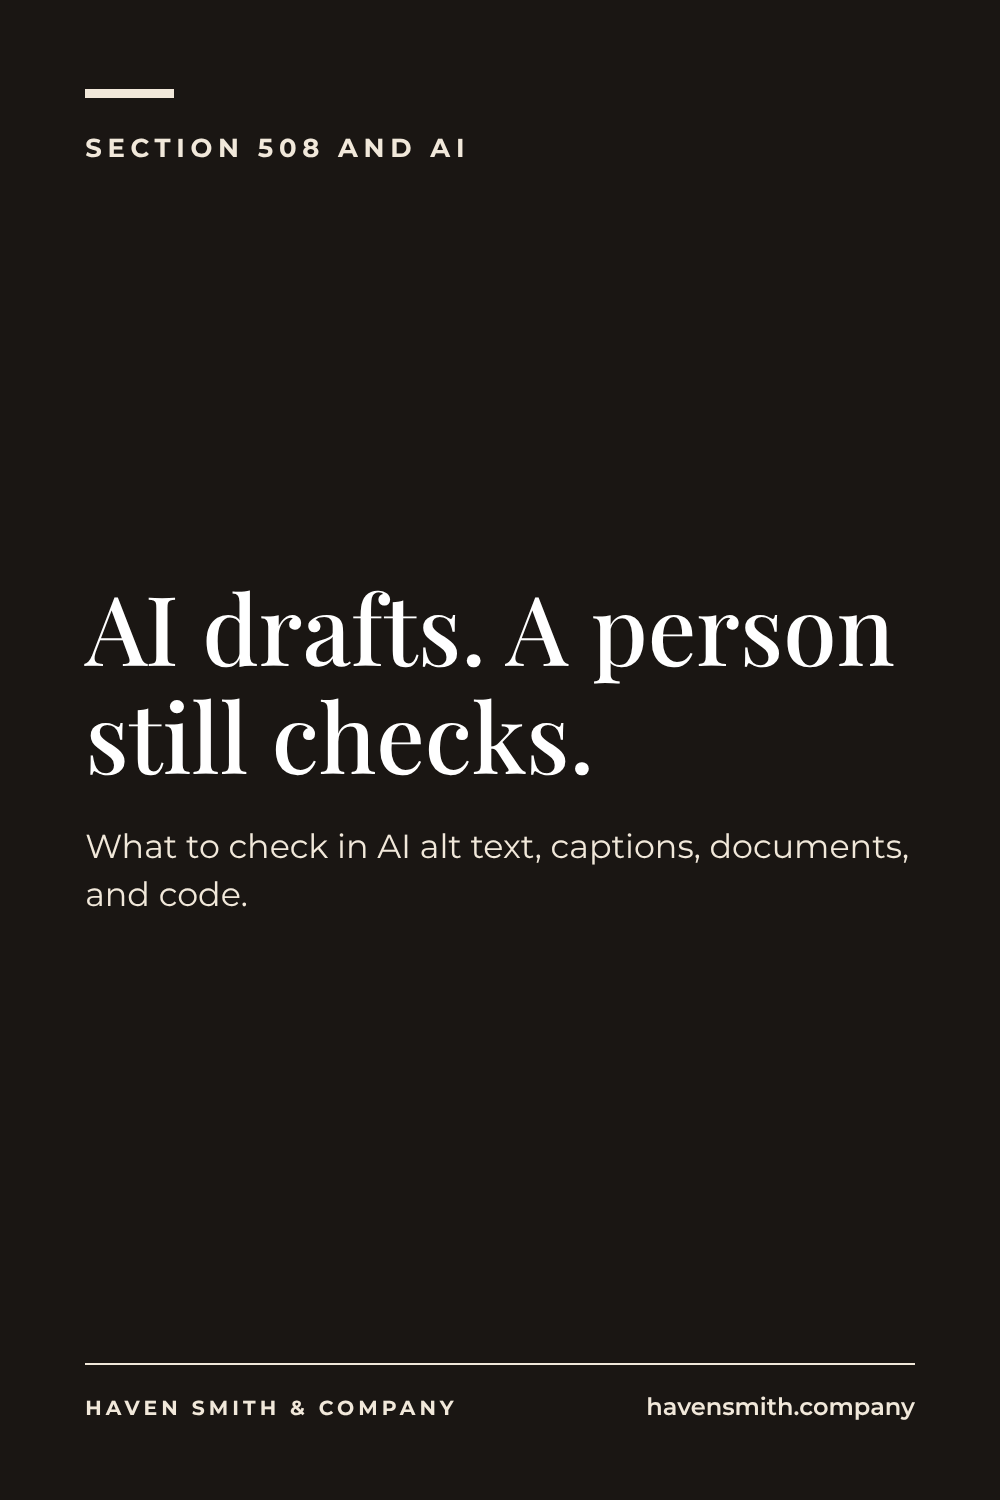 SECTION 508 AND AI
AI drafts. A person
still checks.
What to check in AI alt text, captions, documents,
and code.
HAVEN SMITH & COMPANY
havensmith.company